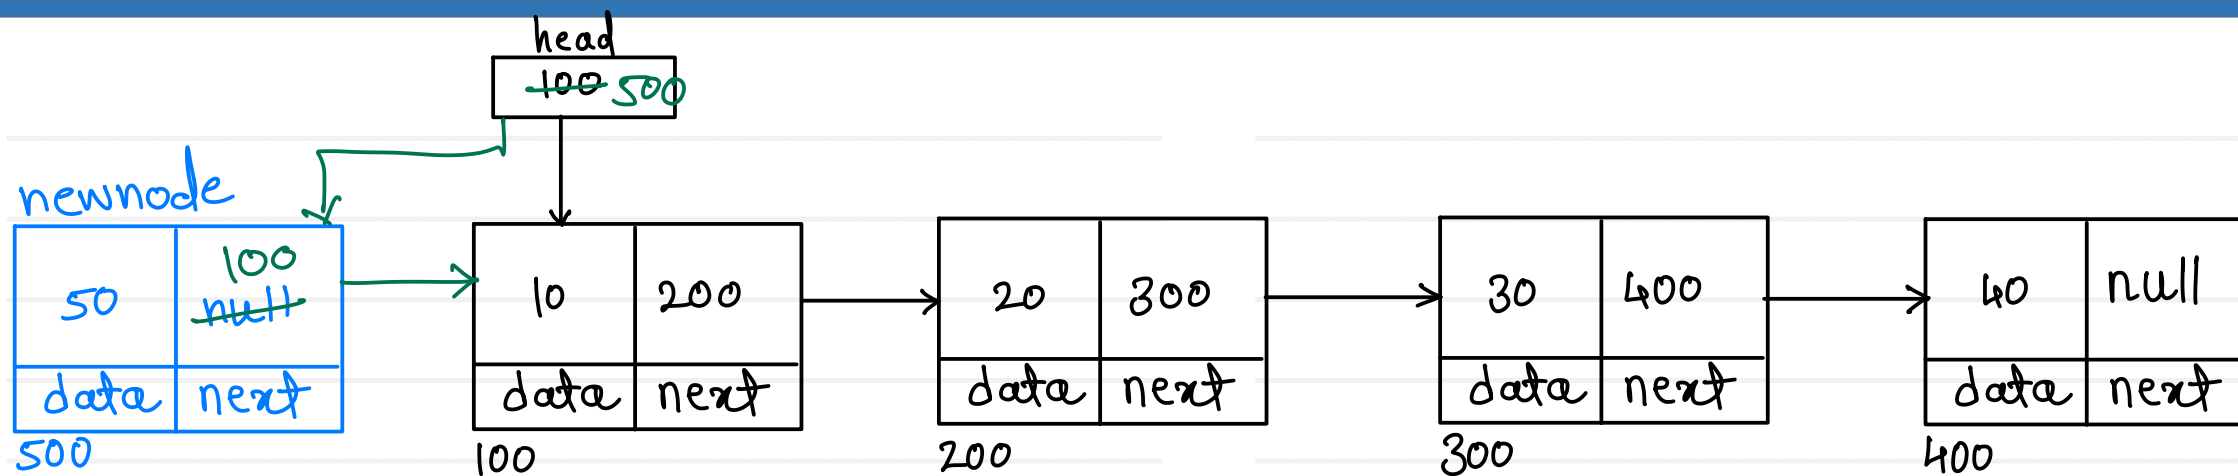 head
100 500
newnode
100
50 null 10 200 20 300 30 400 40 null
data next data next data next data next data next
500 100 200 300 400